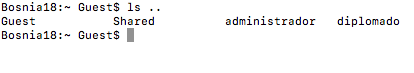 Bosnia18:~ Guest$ ls ..
Guest Shared administrador diplomado
Bosnia18:~ Guest$